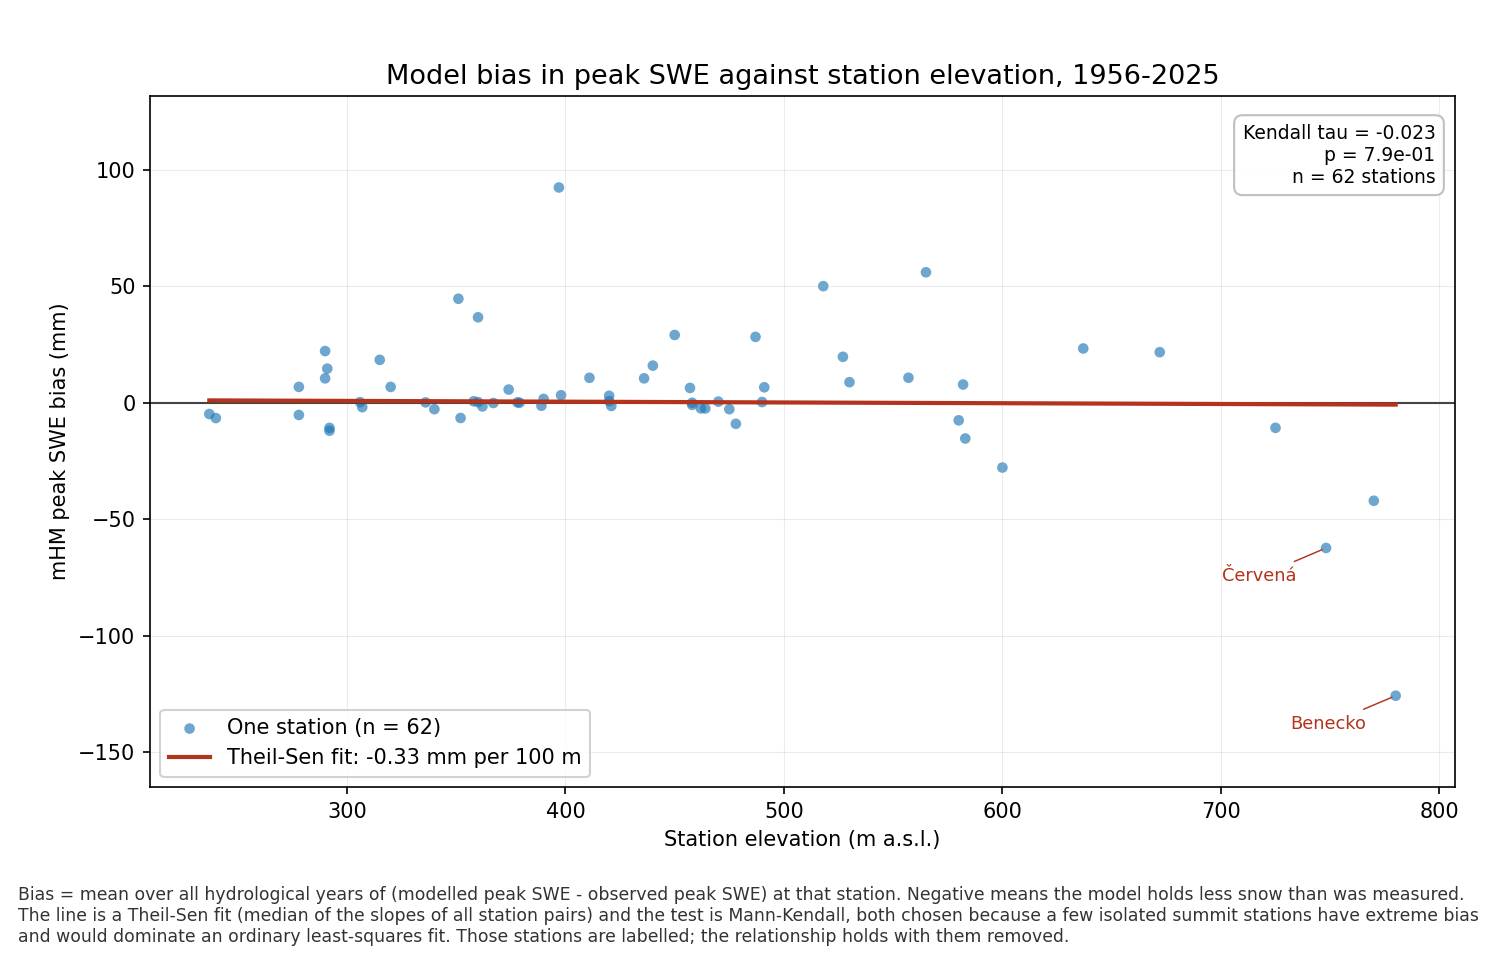 Model bias in peak SWE against station elevation, 1956-2025
Kendall tau = -0.023
p = 7.9e-01
n = 62 stations
100
50
0
−50
−100
−150
mHM peak SWE bias (mm)
Červená
Benecko
One station (n = 62)
Theil-Sen fit: -0.33 mm per 100 m
300
400
500
600
700
800
Station elevation (m a.s.l.)
Bias = mean over all hydrological years of (modelled peak SWE - observed peak SWE) at that station. Negative means the model holds less snow than was measured.
The line is a Theil-Sen fit (median of the slopes of all station pairs) and the test is Mann-Kendall, both chosen because a few isolated summit stations have extreme bias
and would dominate an ordinary least-squares fit. Those stations are labelled; the relationship holds with them removed.